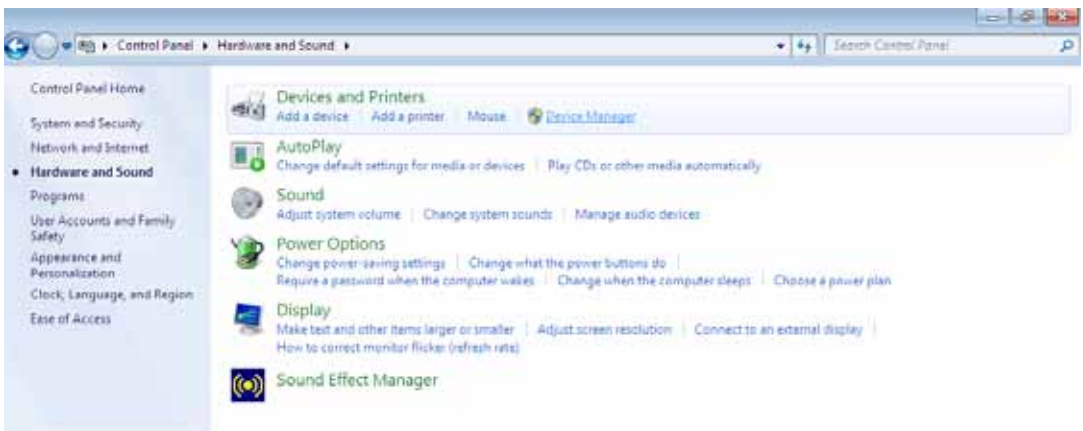 Control Panel Hardware and Sound Search Control Panel
Control Panel Home
System and Security
Network and Internet
Hardware and Sound
Programs
User Accounts and Family
Safety
Appearance and
Personalization
Clock, Language, and Region
Ease of Access
Devices and Printers
Add a device Add a printer Mouse Device Manager
AutoPlay
Change default settings for media or devices Play CDs or other media automatically
Sound
Adjust system volume Change system sounds Manage audio devices
Power Options
Change power-saving settings Change what the power buttons do
Require a password when the computer wakes Change when the computer sleeps Choose a power plan
Display
Make text and other items larger or smaller Adjust screen resolution Connect to an external display
How to correct monitor flicker (refresh rate)
Sound Effect Manager